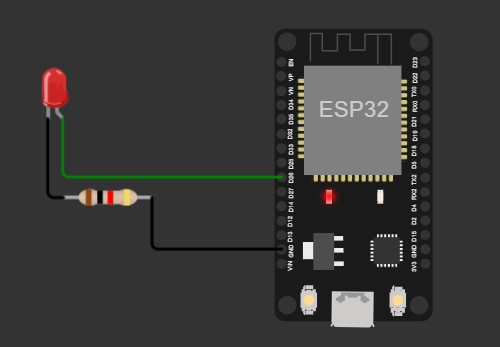 ESP32
EN
VP
VN
D34
D35
D32
D33
D25
D26
D27
D14
D12
D13
GND
VIN
D23
D22
TX0
RX0
D21
D19
D18
D5
TX2
RX2
D4
D2
D15
GND
3V3